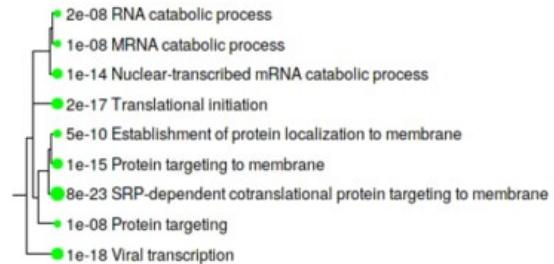 2e-08 RNA catabolic process
1e-08 MRNA catabolic process
1e-14 Nuclear-transcribed mRNA catabolic process
2e-17 Translational initiation
5e-10 Establishment of protein localization to membrane
1e-15 Protein targeting to membrane
8e-23 SRP-dependent cotranslational protein targeting to membrane
1e-08 Protein targeting
1e-18 Viral transcription